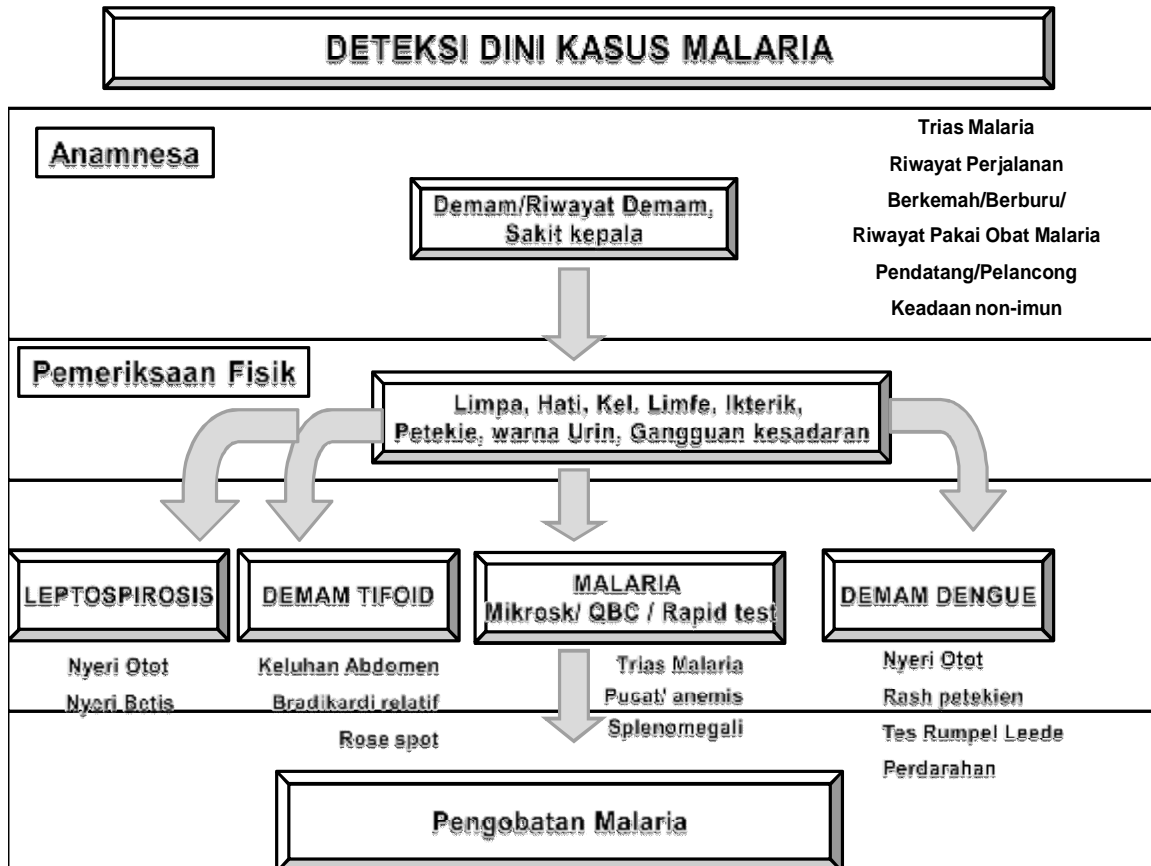 DETEKSI DINI KASUS MALARIA
Anamnesa
Demam/Riwayat Demam,
Sakit kepala
Trias Malaria
Riwayat Perjalanan
Berkemah/Berburu/
Riwayat Pakai Obat Malaria
Pendatang/Pelancong
Keadaan non-imun
Pemeriksaan Fisik
Limpa, Hati, Kel. Limfe, Ikterik,
Petekie, warna Urin, Gangguan kesadaran
LEPTOSPIROSIS
Nyeri Otot
Nyeri Betis
DEMAM TIFOID
Keluhan Abdomen
Bradikardi relatif
Rose spot
MALARIA
Mikrosk/ QBC / Rapid test
Trias Malaria
Pucat/ anemis
Splenomegali
DEMAM DENGUE
Nyeri Otot
Rash petekien
Tes Rumpel Leede
Perdarahan
Pengobatan Malaria